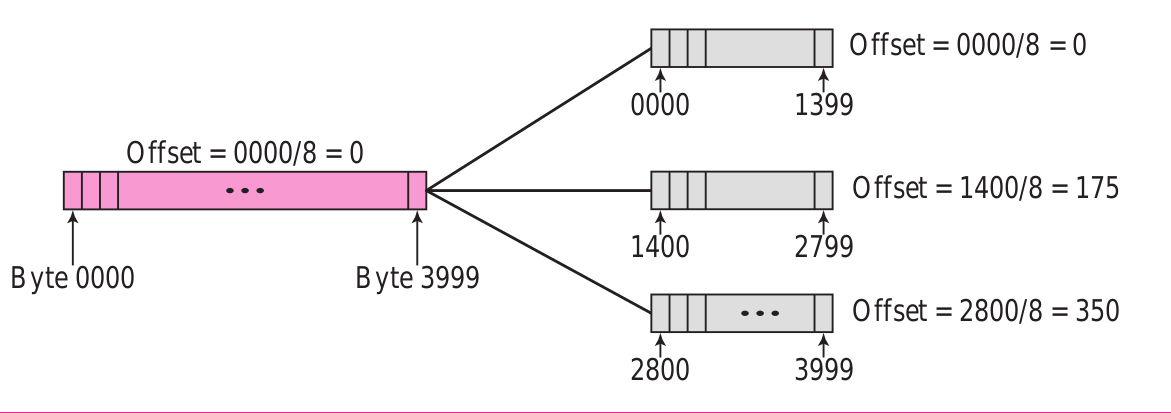 Offset = 0000/8 = 0
0000 1399
Offset = 0000/8 = 0
Offset = 1400/8 = 175
1400 2799
Byte 0000 Byte 3999
Offset = 2800/8 = 350
2800 3999